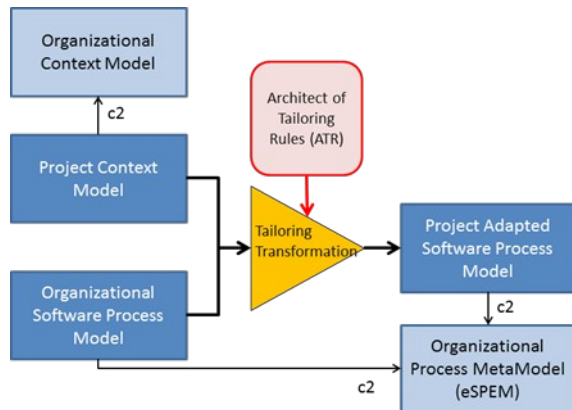 Organizational
Context Model
c2
Project Context
Model
Architect of
Tailoring
Rules (ATR)
Tailoring
Transformation
Project Adapted
Software Process
Model
Organizational
Software Process
Model
c2
c2
Organizational
Process MetaModel
(eSPEM)